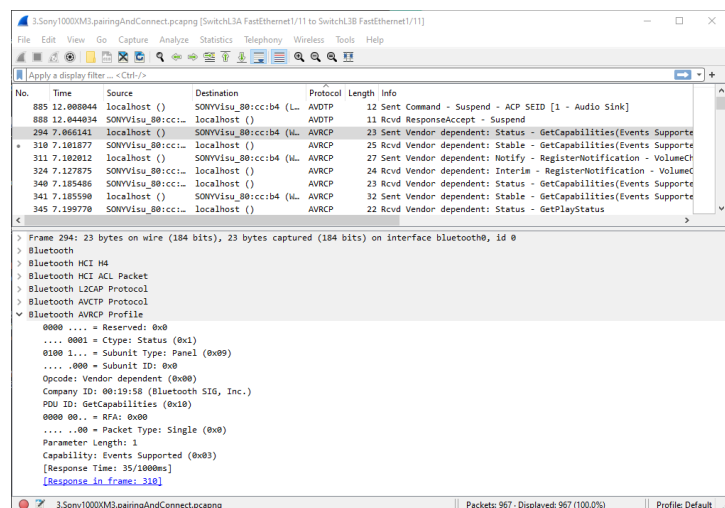 3.Sony1000XM3.pairingAndConnect.pcapng [SwitchL3A FastEthernet1/11 to SwitchL3B FastEthernet1/11]
File Edit View Go Capture Analyze Statistics Telephony Wireless Tools Help
Apply a display filter ... <Ctrl-/>
No. Time Source Destination Protocol Length Info
885 12.008044 localhost () SONYVisu_80:cc:b4 (L… AVDTP 12 Sent Command - Suspend - ACP SEID [1 - Audio Sink]
888 12.044034 SONYVisu_80:cc:… localhost () AVDTP 11 Rcvd ResponseAccept - Suspend
294 7.066141 localhost () SONYVisu_80:cc:b4 (W… AVRCP 23 Sent Vendor dependent: Status - GetCapabilities(Events Supporte
310 7.101877 SONYVisu_80:cc:… localhost () AVRCP 25 Rcvd Vendor dependent: Stable - GetCapabilities(Events Supporte
311 7.102012 localhost () SONYVisu_80:cc:b4 (W… AVRCP 27 Sent Vendor dependent: Notify - RegisterNotification - VolumeCh
324 7.127875 SONYVisu_80:cc:… localhost () AVRCP 24 Rcvd Vendor dependent: Interim - RegisterNotification - VolumeC
340 7.185486 SONYVisu_80:cc:… localhost () AVRCP 23 Rcvd Vendor dependent: Status - GetCapabilities(Events Supporte
341 7.185590 localhost () SONYVisu_80:cc:b4 (W… AVRCP 32 Sent Vendor dependent: Stable - GetCapabilities(Events Supporte
345 7.199770 SONYVisu_80:cc:… localhost () AVRCP 22 Rcvd Vendor dependent: Status - GetPlayStatus
Frame 294: 23 bytes on wire (184 bits), 23 bytes captured (184 bits) on interface bluetooth0, id 0
Bluetooth
Bluetooth HCI H4
Bluetooth HCI ACL Packet
Bluetooth L2CAP Protocol
Bluetooth AVCTP Protocol
Bluetooth AVRCP Profile
0000 .... = Reserved: 0x0
.... 0001 = Ctype: Status (0x1)
0100 1... = Subunit Type: Panel (0x09)
.... .000 = Subunit ID: 0x0
Opcode: Vendor dependent (0x00)
Company ID: 00:19:58 (Bluetooth SIG, Inc.)
PDU ID: GetCapabilities (0x10)
0000 00.. = RFA: 0x00
.... ..00 = Packet Type: Single (0x0)
Parameter Length: 1
Capability: Events Supported (0x03)
[Response Time: 35/1000ms]
[Response in frame: 310]
3.Sony1000XM3.pairingAndConnect.pcapng Packets: 967 · Displayed: 967 (100.0%) Profile: Default